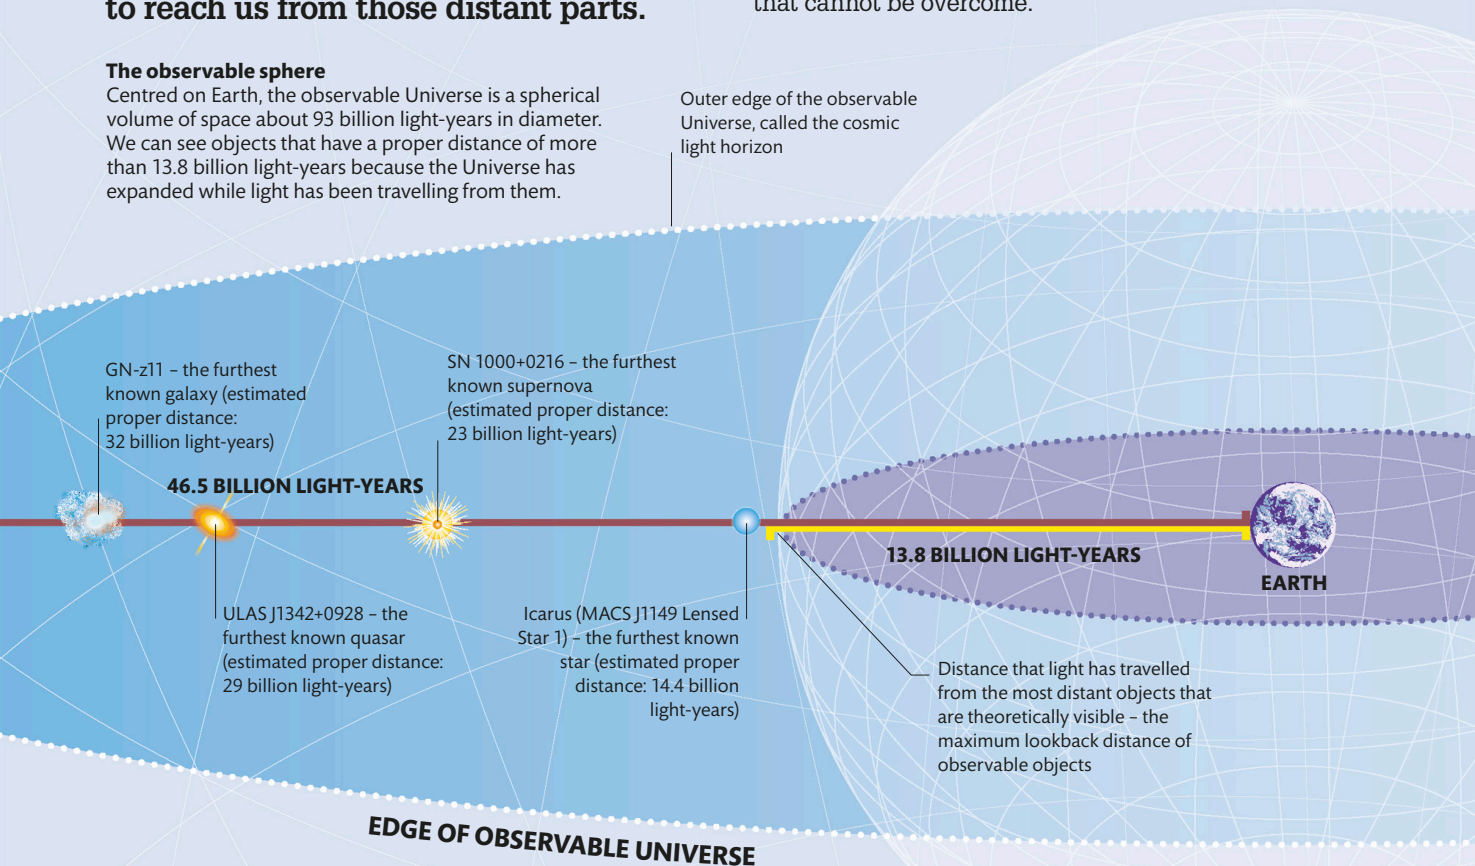 to reach us from those distant parts.
that cannot be overcome.
The observable sphere
Centred on Earth, the observable Universe is a spherical
volume of space about 93 billion light-years in diameter.
We can see objects that have a proper distance of more
than 13.8 billion light-years because the Universe has
expanded while light has been travelling from them.
Outer edge of the observable
Universe, called the cosmic
light horizon
GN-z11 – the furthest
known galaxy (estimated
proper distance:
32 billion light-years)
SN 1000+0216 – the furthest
known supernova
(estimated proper distance:
23 billion light-years)
46.5 BILLION LIGHT-YEARS
13.8 BILLION LIGHT-YEARS
EARTH
ULAS J1342+0928 – the
furthest known quasar
(estimated proper distance:
29 billion light-years)
Icarus (MACS J1149 Lensed
Star 1) – the furthest known
star (estimated proper
distance: 14.4 billion
light-years)
Distance that light has travelled
from the most distant objects that
are theoretically visible – the
maximum lookback distance of
observable objects
EDGE OF OBSERVABLE UNIVERSE